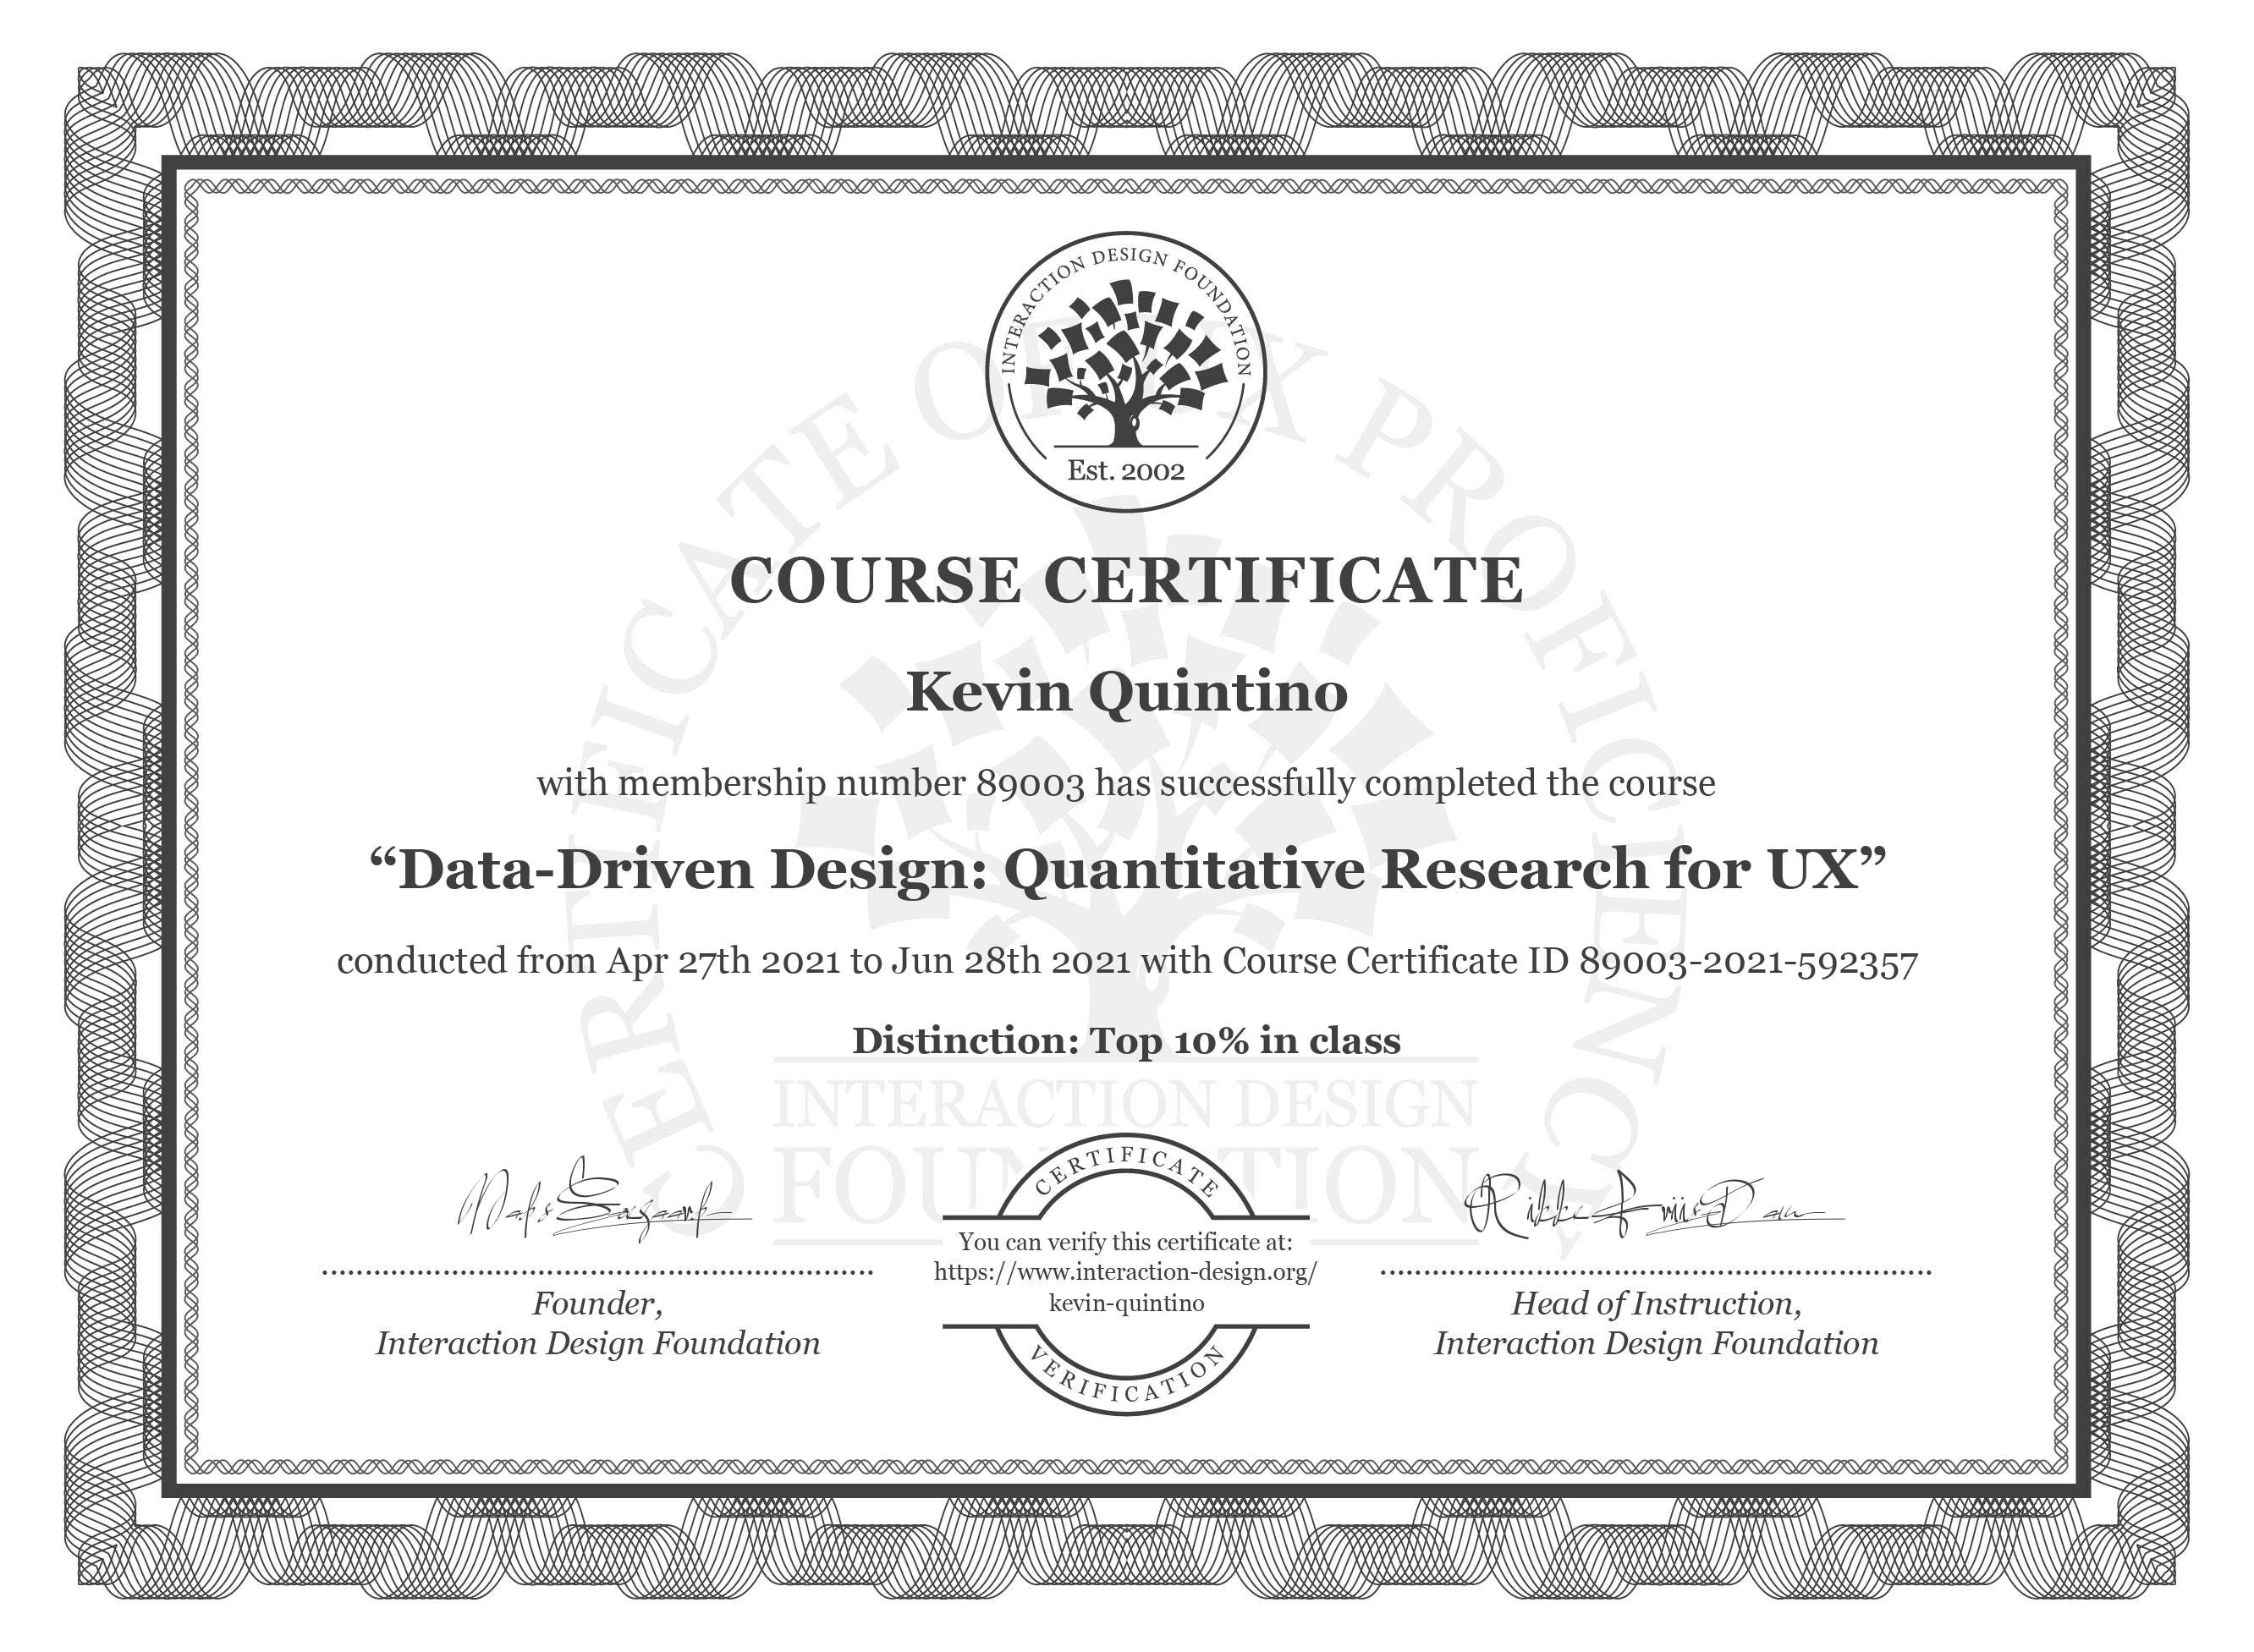 INTERACTION DESIGN FOUNDATION
Est. 2002
CERTIFICATE OF UX PROFICIENCY
COURSE CERTIFICATE
Kevin Quintino
with membership number 89003 has successfully completed the course
“Data-Driven Design: Quantitative Research for UX”
conducted from Apr 27th 2021 to Jun 28th 2021 with Course Certificate ID 89003-2021-592357
Distinction: Top 10% in class
INTERACTION DESIGN
FOUNDATION
CERTIFICATE
You can verify this certificate at:
https://www.interaction-design.org/
kevin-quintino
VERIFICATION
Founder,
Interaction Design Foundation
Rikke Friis Dam
Head of Instruction,
Interaction Design Foundation